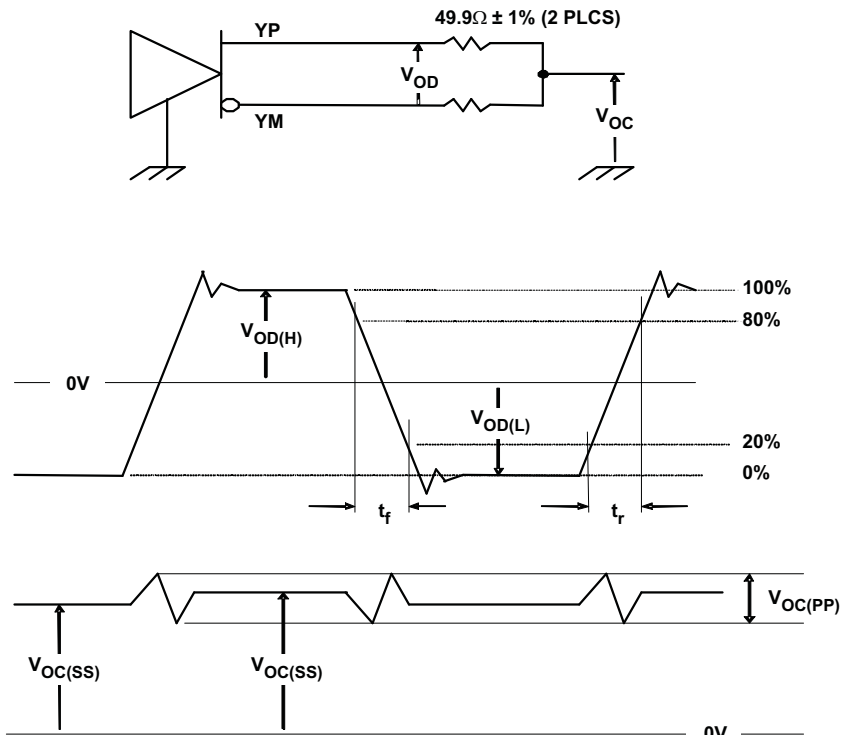 49.9Ω ± 1% (2 PLCS)
YP
VOD
YM
VOC
100%
80%
VOD(H)
0V
VOD(L)
20%
0%
tf
tr
VOC(PP)
VOC(SS)
VOC(SS)
0V